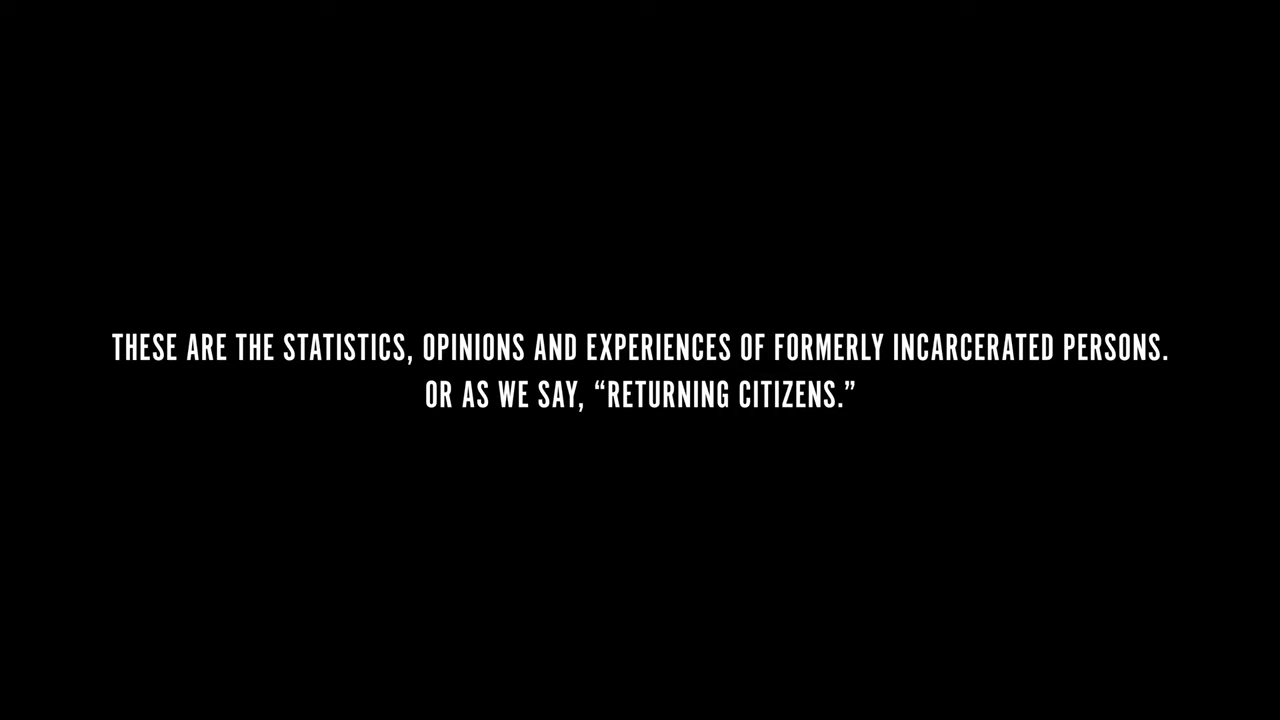 THESE ARE THE STATISTICS, OPINIONS AND EXPERIENCES OF FORMERLY INCARCERATED PERSONS.
OR AS WE SAY, “RETURNING CITIZENS.”